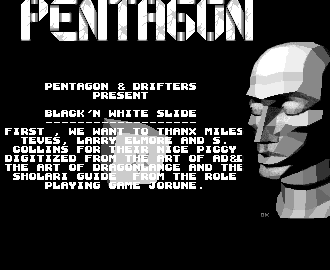 PENTAGON
PENTAGON & DRIFTERS
PRESENT
BLACK'N WHITE SLIDE
FIRST , WE WANT TO THANX MILES
TEVES, LARRY ELMORE AND S.
COLLINS FOR THEIR NICE PICCY
DIGITIZED FROM THE ART OF AD&D
THE ART OF DRAGONLANCE AND THE
SHOLARI GUIDE FROM THE ROLE
PLAYING GAME JORUNE.